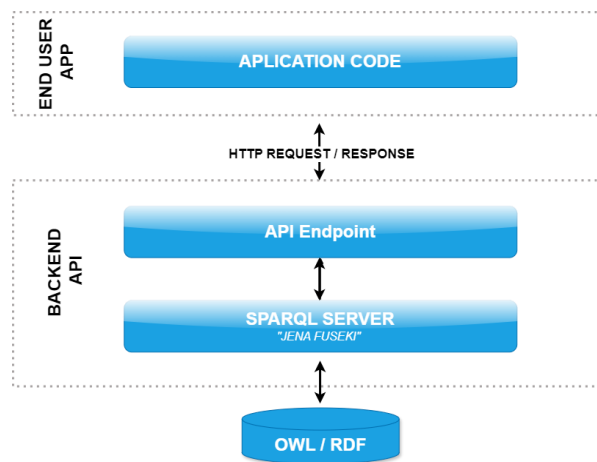 END USER
APP
APLICATION CODE
HTTP REQUEST / RESPONSE
BACKEND
API
API Endpoint
SPARQL SERVER
"JENA FUSEKI"
OWL / RDF